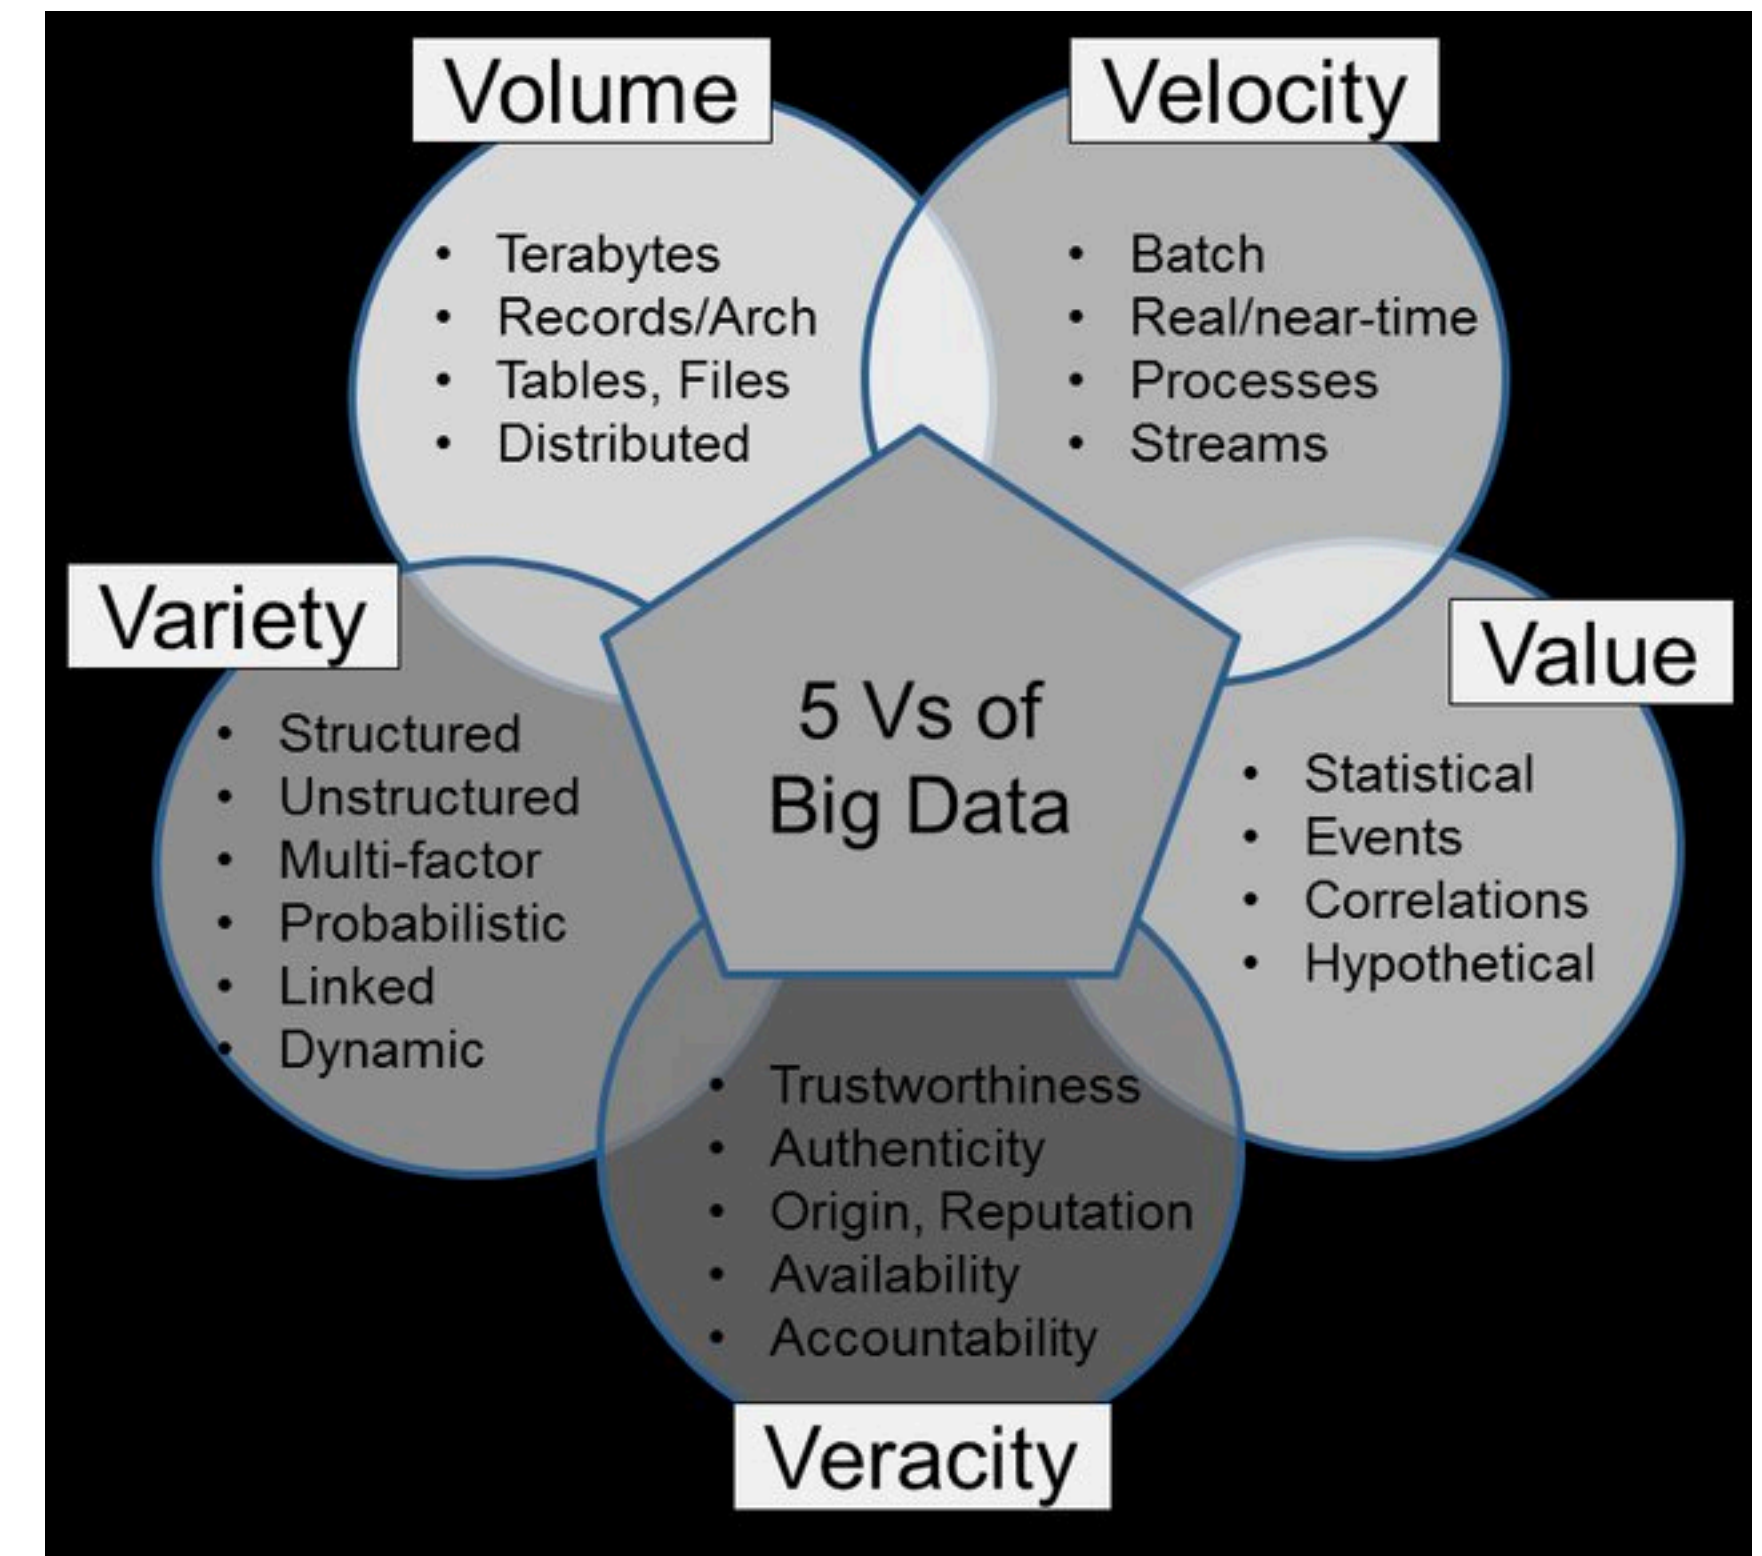 Volume
• Terabytes
• Records/Arch
• Tables, Files
• Distributed
Velocity
• Batch
• Real/near-time
• Processes
• Streams
Variety
• Structured
• Unstructured
• Multi-factor
• Probabilistic
• Linked
• Dynamic
5 Vs of
Big Data
Value
• Statistical
• Events
• Correlations
• Hypothetical
• Trustworthiness
• Authenticity
• Origin, Reputation
• Availability
• Accountability
Veracity